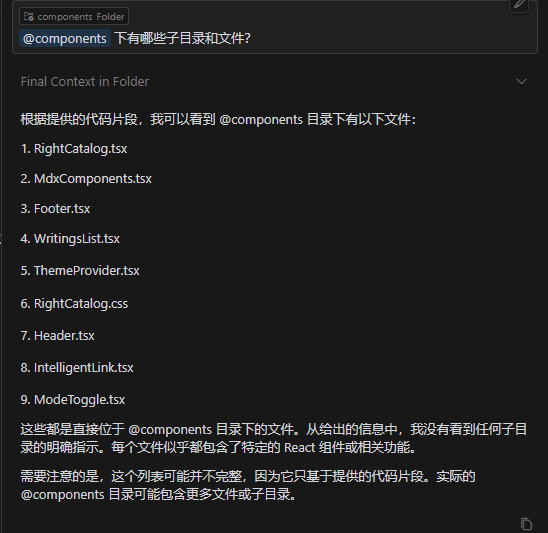 components Folder
@components 下有哪些子目录和文件?
Final Context in Folder
根据提供的代码片段，我可以看到 @components 目录下有以下文件：
1. RightCatalog.tsx
2. MdxComponents.tsx
3. Footer.tsx
4. WritingsList.tsx
5. ThemeProvider.tsx
6. RightCatalog.css
7. Header.tsx
8. IntelligentLink.tsx
9. ModeToggle.tsx
这些都是直接位于 @components 目录下的文件。从给出的信息中，我没有看到任何子目
录的明确指示。每个文件似乎都包含了特定的 React 组件或相关功能。
需要注意的是，这个列表可能并不完整，因为它只基于提供的代码片段。实际的
@components 目录可能包含更多文件或子目录。